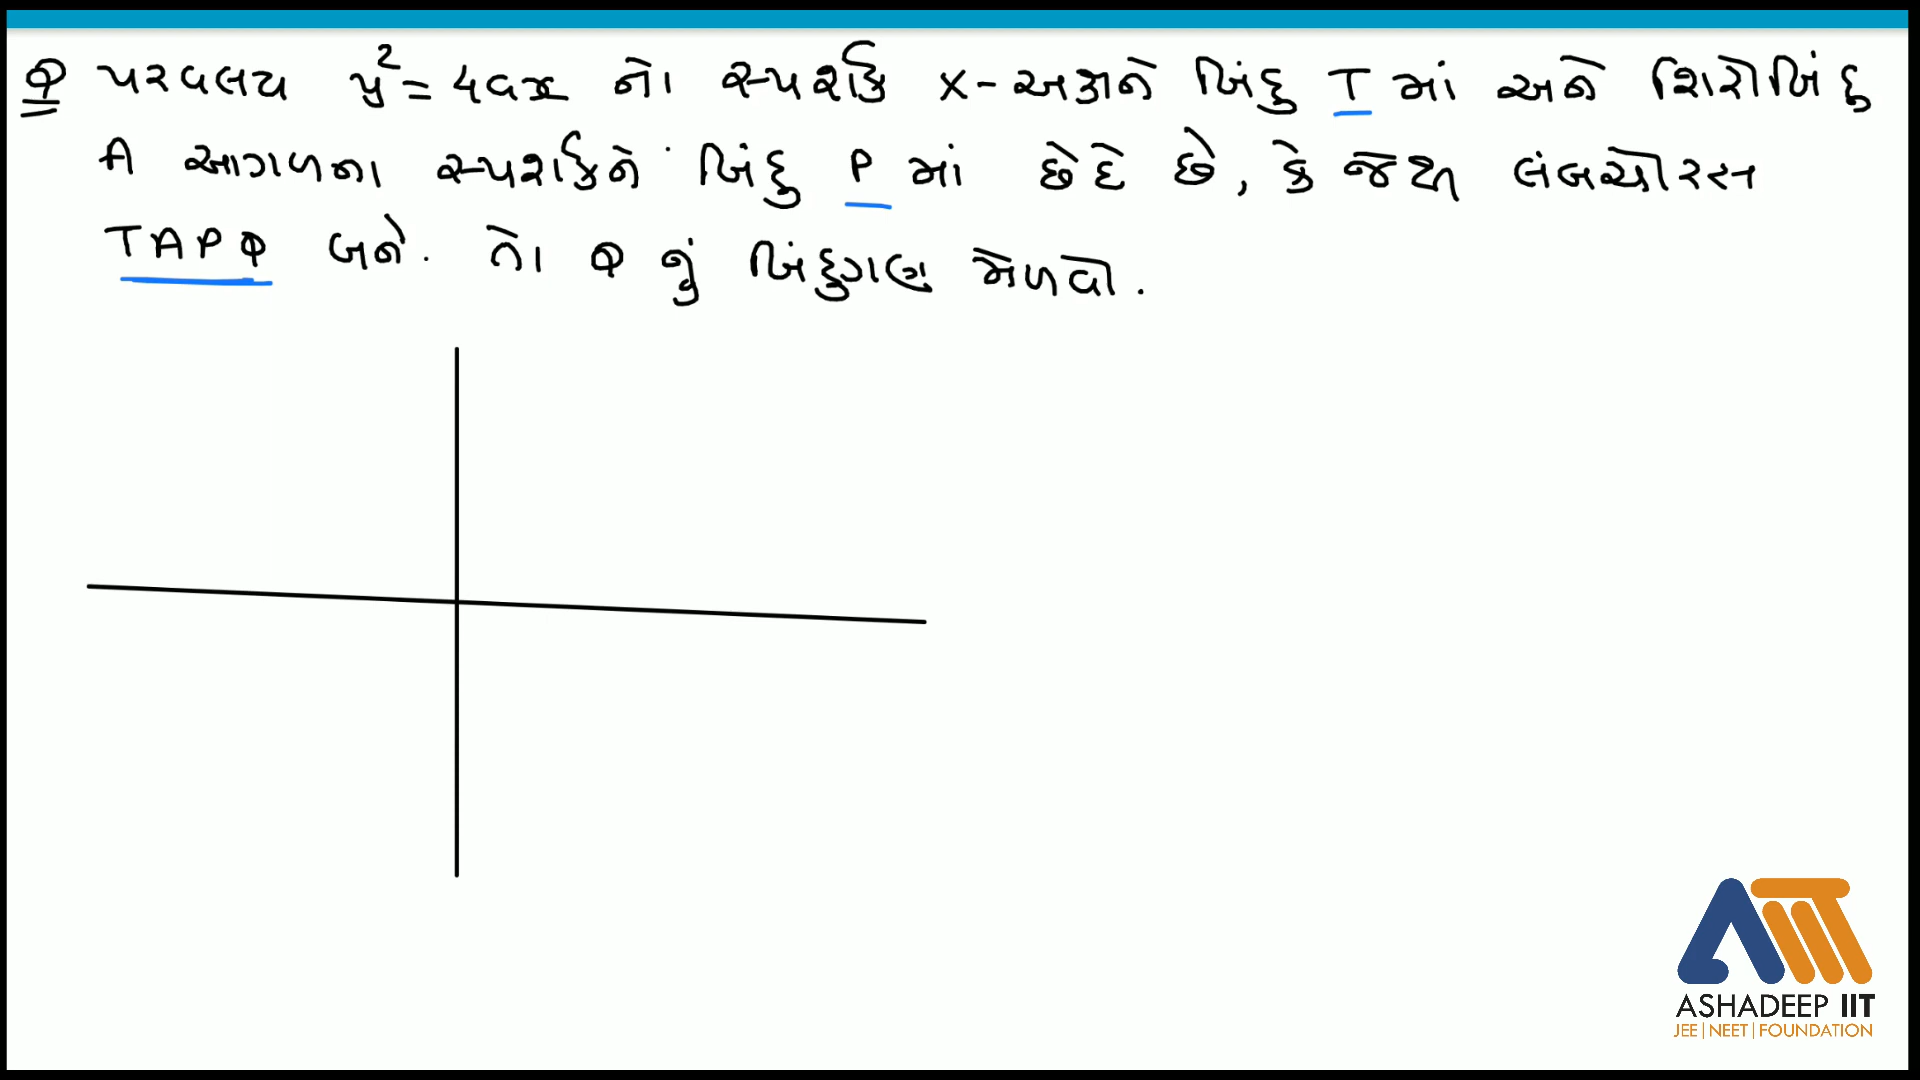 Q પરવલય y² = 4ax નો સ્પર્શક X-અક્ષને બિંદુ T માં અને શિરોબિંદુ
A આગળના સ્પર્શકને બિંદુ P માં છેદે છે, કે જેથી લંબચોરસ
TAPQ બને. તો Q નું બિંદુગણ મેળવો.
ASHADEEP IIT
JEE | NEET | FOUNDATION